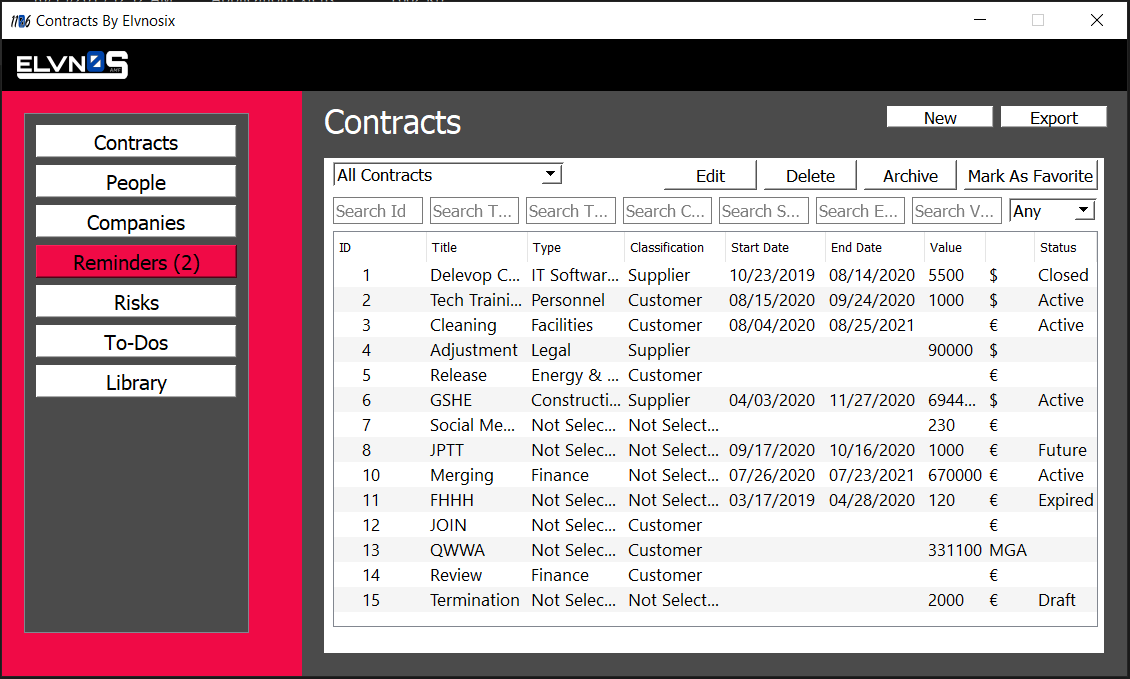 Contracts By Elvnosix
ELVNOS
Contracts
People
Companies
Reminders (2)
Risks
To-Dos
Library
Contracts
New Export
All Contracts Edit Delete Archive Mark As Favorite
Search Id Search T... Search T... Search C... Search S... Search E... Search V... Any
ID Title Type Classification Start Date End Date Value Status
1 Delevop C... IT Softwar... Supplier 10/23/2019 08/14/2020 5500 $ Closed
2 Tech Traini... Personnel Customer 08/15/2020 09/24/2020 1000 $ Active
3 Cleaning Facilities Customer 08/04/2020 08/25/2021 € Active
4 Adjustment Legal Supplier 90000 $
5 Release Energy & ... Customer €
6 GSHE Constructi... Supplier 04/03/2020 11/27/2020 6944... $ Active
7 Social Me... Not Selec... Not Select... 230 €
8 JPTT Not Selec... Not Select... 09/17/2020 10/16/2020 1000 € Future
10 Merging Finance Not Select... 07/26/2020 07/23/2021 670000 € Active
11 FHHH Not Selec... Not Select... 03/17/2019 04/28/2020 120 € Expired
12 JOIN Not Selec... Customer €
13 QWWA Not Selec... Customer 331100 MGA
14 Review Finance Customer €
15 Termination Not Selec... Not Select... 2000 € Draft